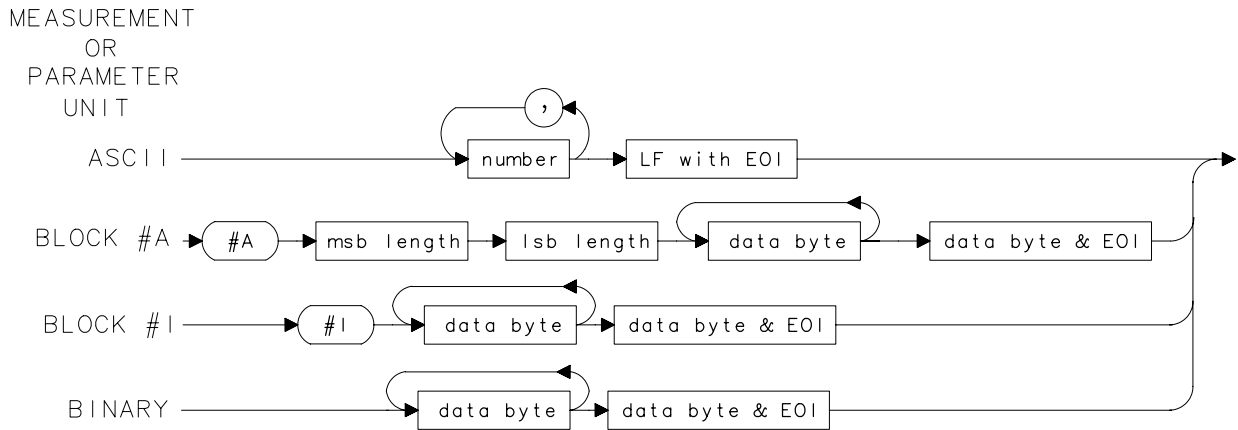 MEASUREMENT
OR
PARAMETER
UNIT
,
ASCII number LF with EOI
BLOCK #A #A msb length lsb length data byte data byte & EOI
BLOCK #I #I data byte data byte & EOI
BINARY data byte data byte & EOI